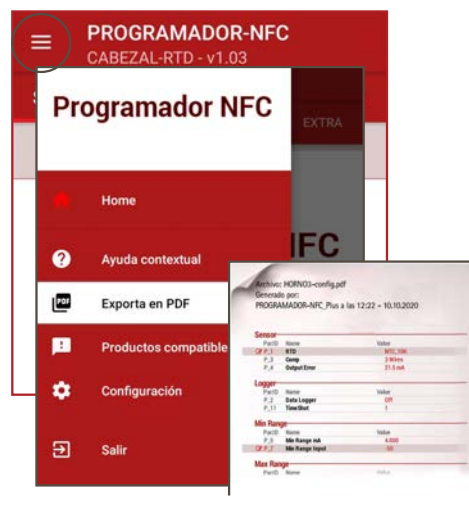 PROGRAMADOR-NFC
CABEZAL-RTD - v1.03
Programador NFC
EXTRA
IFC
Home
Ayuda contextual
PDF
Exporta en PDF
Productos compatible
Configuración
Salir
Archivo: HORNO3-config.pdf
Generado
por:
PROGRAMADOR-NFC_Plus a las 12:22 - 10.10.2020
Sensor
ParID Name Value
P_1 RTD NTC_10K
P_3 Comp 3 Wires
P_4 Output Error 21.5 mA
Logger
ParID Name Value
P_2 Data Logger Off
P_11 TimeShot 1
Min Range
ParID Name Value
P_6 Min Range mA 4.000
P_7 Min Range Input -50
Max Range
ParID Name Value